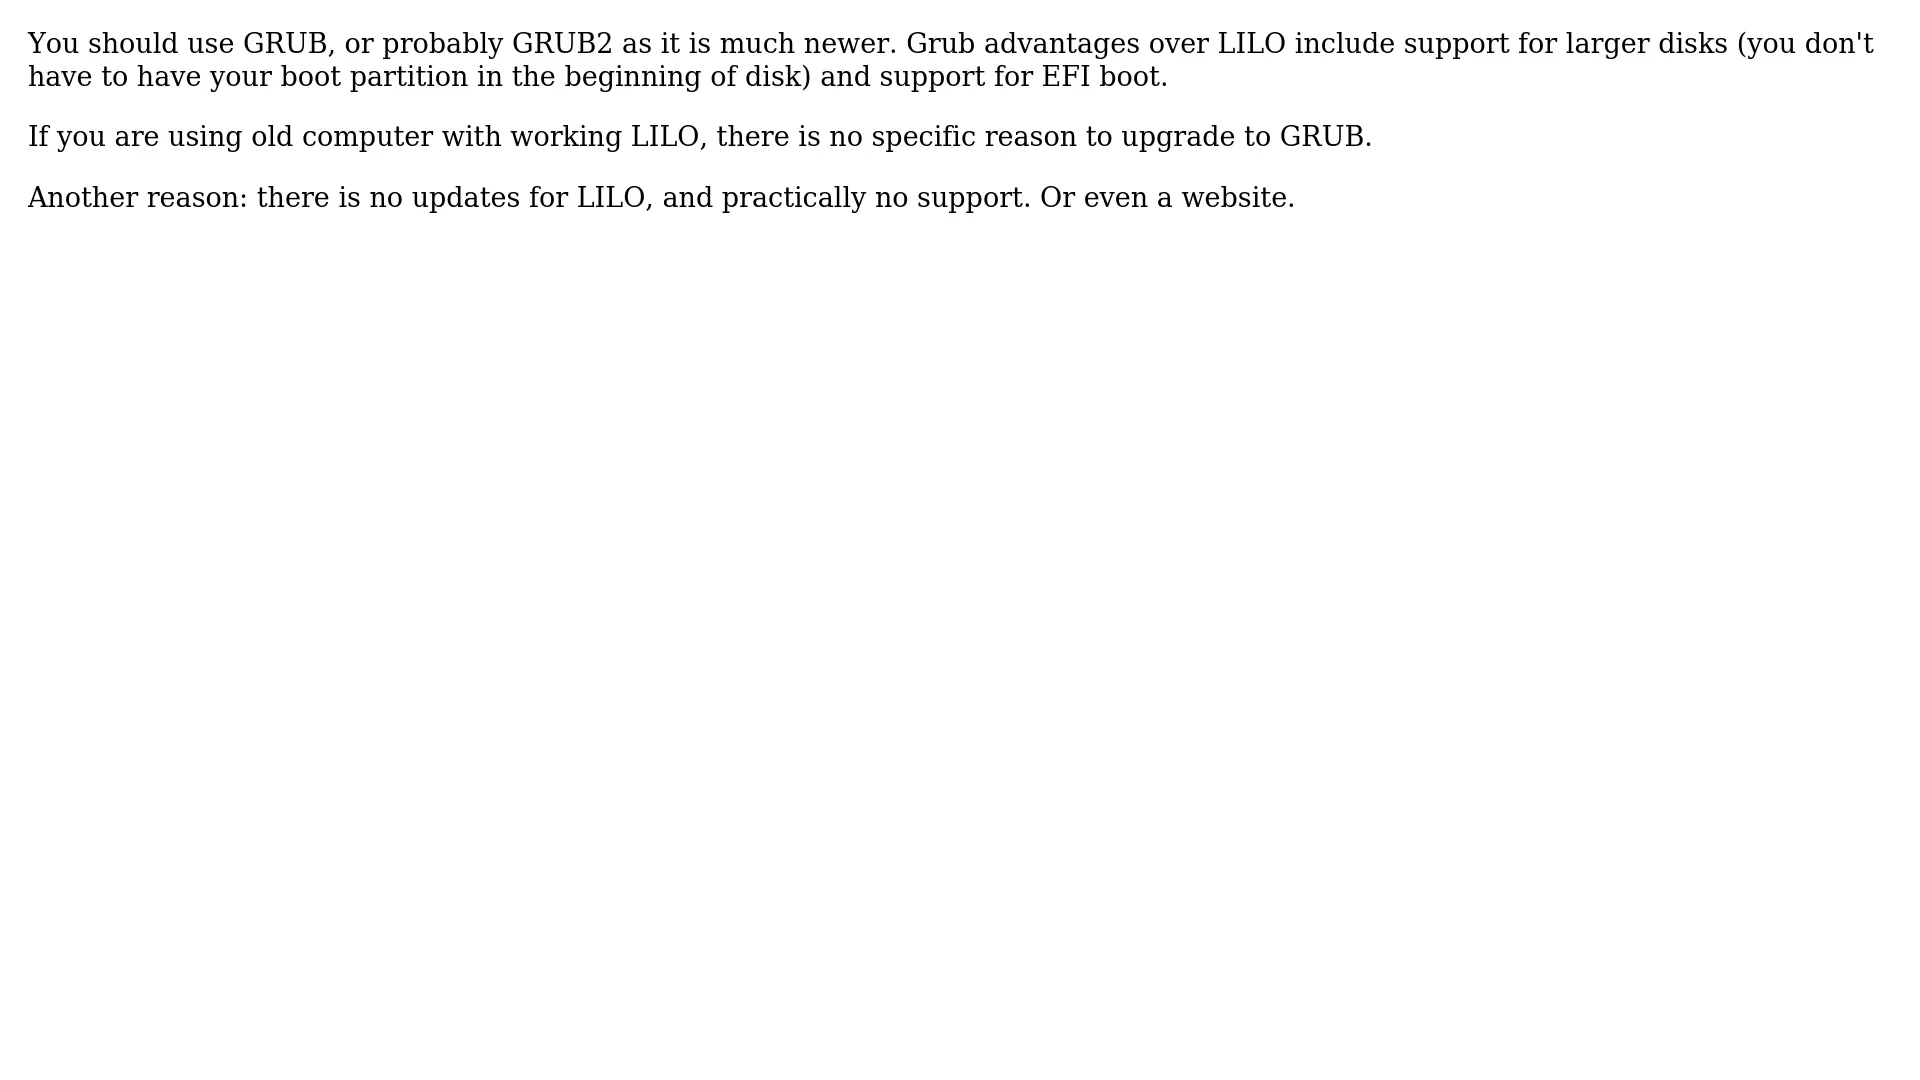 You should use GRUB, or probably GRUB2 as it is much newer. Grub advantages over LILO include support for larger disks (you don't
have to have your boot partition in the beginning of disk) and support for EFI boot.
If you are using old computer with working LILO, there is no specific reason to upgrade to GRUB.
Another reason: there is no updates for LILO, and practically no support. Or even a website.